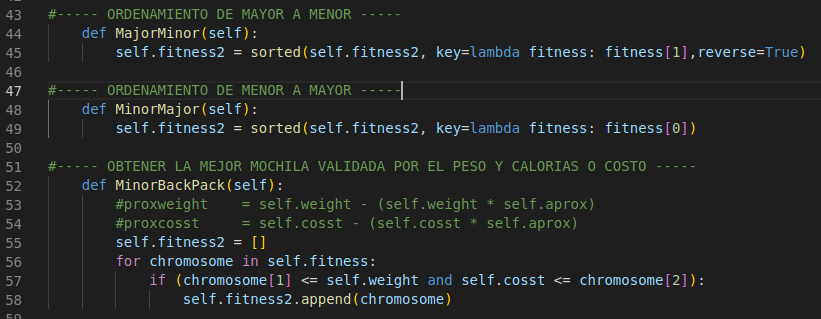 43 #----- ORDENAMIENTO DE MAYOR A MENOR -----
44     def MajorMinor(self):
45         self.fitness2 = sorted(self.fitness2, key=lambda fitness: fitness[1],reverse=True)
46
47 #----- ORDENAMIENTO DE MENOR A MAYOR -----
48     def MinorMajor(self):
49         self.fitness2 = sorted(self.fitness2, key=lambda fitness: fitness[0])
50
51 #----- OBTENER LA MEJOR MOCHILA VALIDADA POR EL PESO Y CALORIAS O COSTO -----
52     def MinorBackPack(self):
53         #proxweight    = self.weight - (self.weight * self.aprox)
54         #proxcosst     = self.cosst - (self.cosst * self.aprox)
55         self.fitness2 = []
56         for chromosome in self.fitness:
57             if (chromosome[1] <= self.weight and self.cosst <= chromosome[2]):
58                 self.fitness2.append(chromosome)